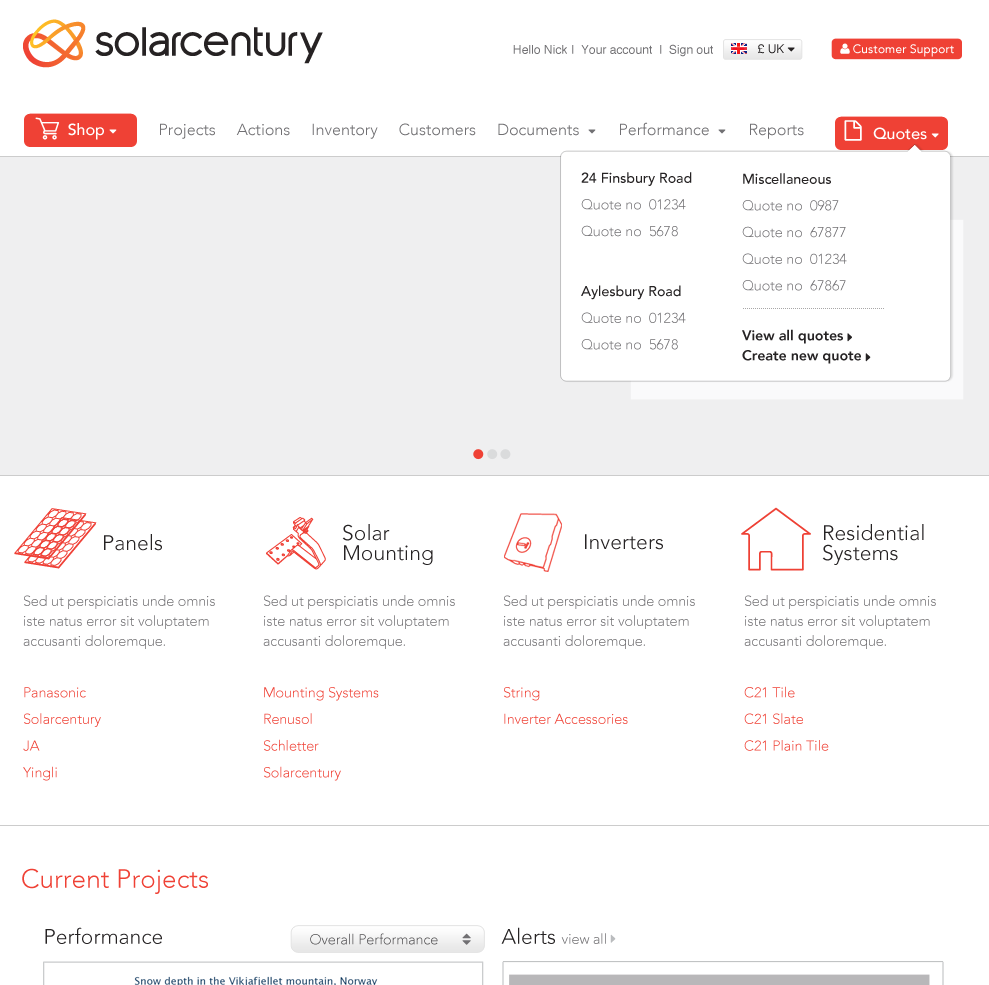 solarcentury
Hello Nick | Your account | Sign out
£ UK
Customer Support
Shop
Projects
Actions
Inventory
Customers
Documents
Performance
Reports
Quotes
24 Finsbury Road
Quote no 01234
Quote no 5678
Aylesbury Road
Quote no 01234
Quote no 5678
Miscellaneous
Quote no 0987
Quote no 67877
Quote no 01234
Quote no 67867
View all quotes
Create new quote
Panels
Sed ut perspiciatis unde omnis
iste natus error sit voluptatem
accusanti doloremque.
Panasonic
Solarcentury
JA
Yingli
Solar
Mounting
Sed ut perspiciatis unde omnis
iste natus error sit voluptatem
accusanti doloremque.
Mounting Systems
Renusol
Schletter
Solarcentury
Inverters
Sed ut perspiciatis unde omnis
iste natus error sit voluptatem
accusanti doloremque.
String
Inverter Accessories
Residential
Systems
Sed ut perspiciatis unde omnis
iste natus error sit voluptatem
accusanti doloremque.
C21 Tile
C21 Slate
C21 Plain Tile
Current Projects
Performance
Overall Performance
Snow depth in the Vikjafjellet mountain, Norway
Alerts view all